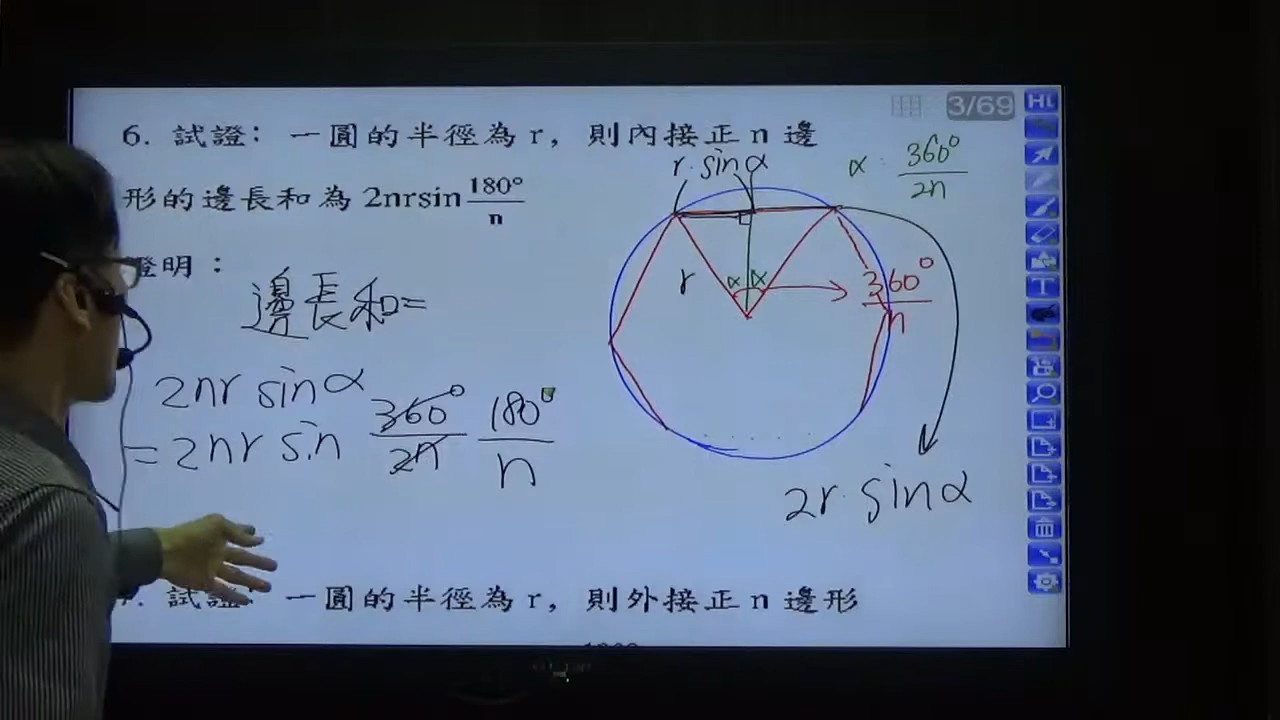 3/69
HL
6. 試證: 一圓的半徑為 r, 則內接正 n 邊
形的邊長和為 2nrsin 180°/n
證明:
邊長和=
2nr sinα
= 2nr sin 360°/2n 180°/n
r· sinα
α : 360°/2n
r
α α
360°/n
2r· sinα
T
試證: 一圓的半徑為 r, 則外接正 n 邊形